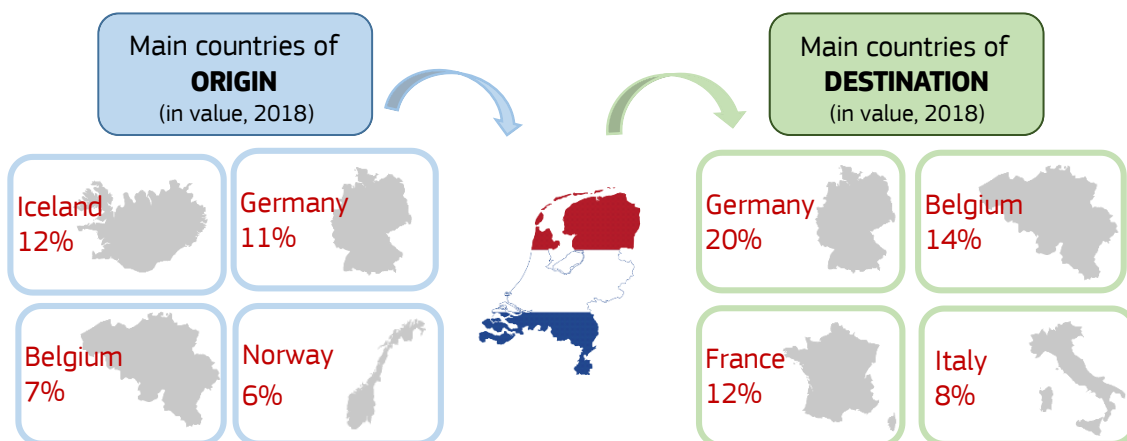 Main countries of
ORIGIN
(in value, 2018)
Main countries of
DESTINATION
(in value, 2018)
Iceland
12%
Germany
11%
Belgium
7%
Norway
6%
Germany
20%
Belgium
14%
France
12%
Italy
8%